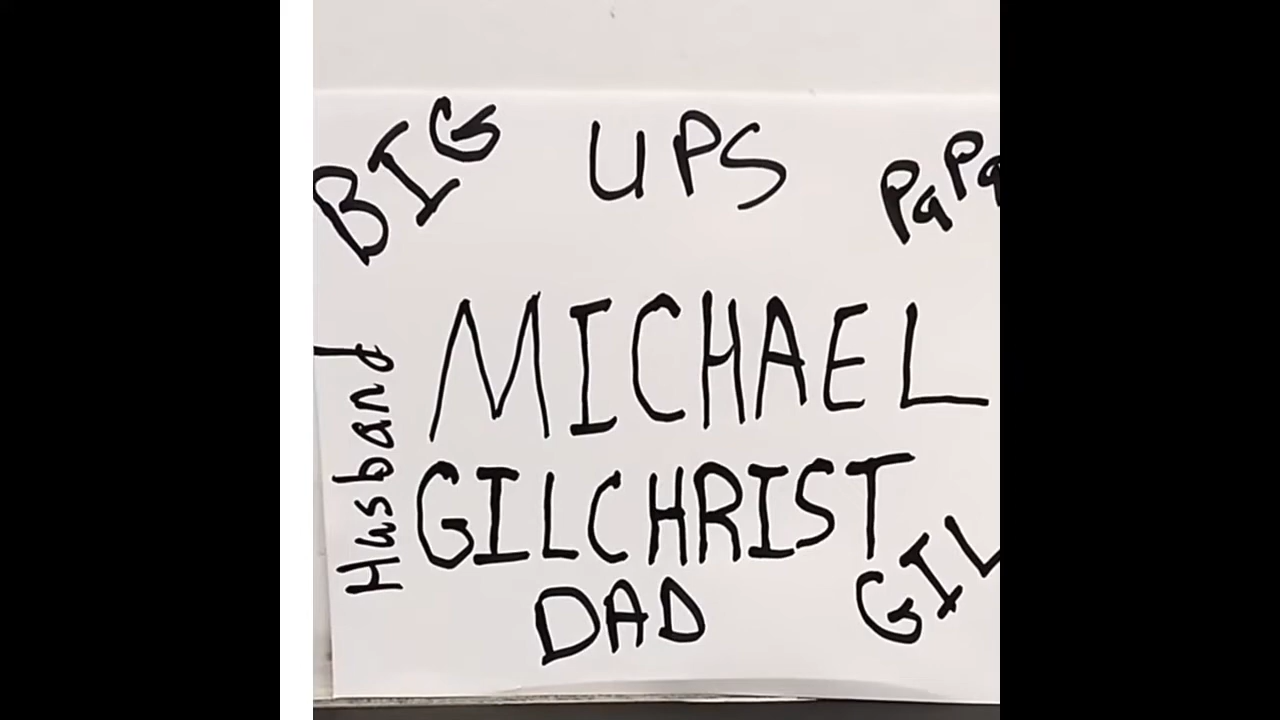 BIG UPS PaPa
MICHAEL
Husband
GILCHRIST
GIL
DAD